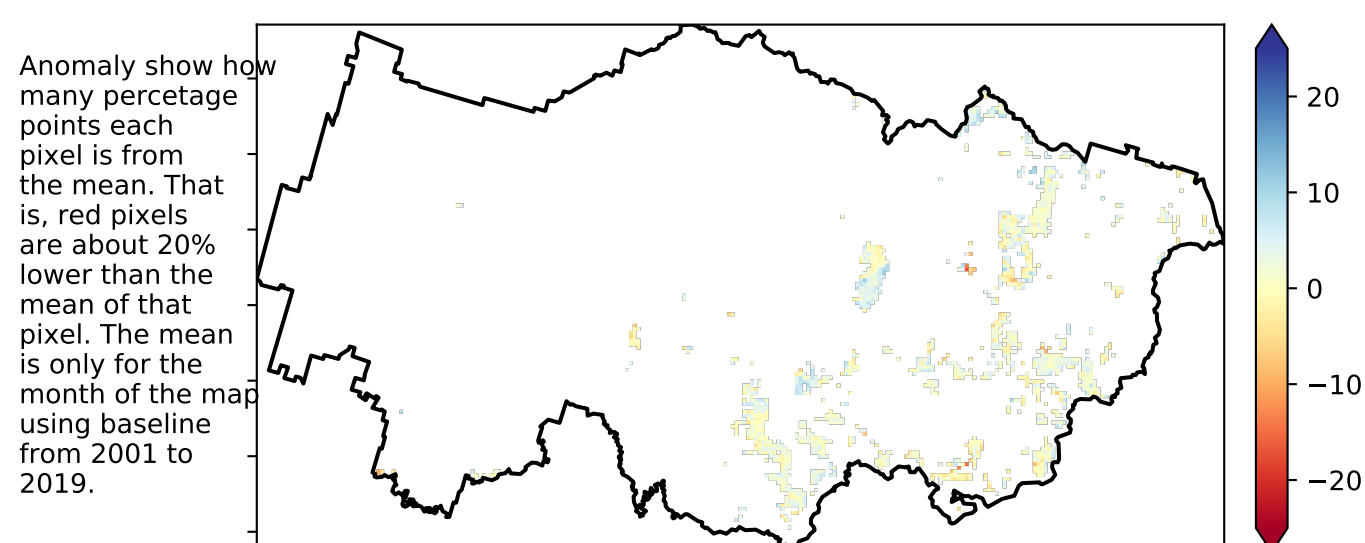 Anomaly show how
many percetage
points each
pixel is from
the mean. That
is, red pixels
are about 20%
lower than the
mean of that
pixel. The mean
is only for the
month of the map
using baseline
from 2001 to
2019.
20
10
0
−10
−20